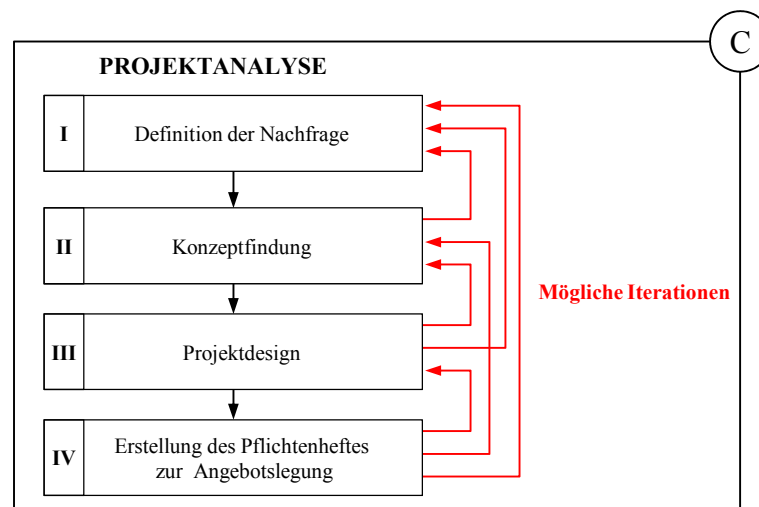 C
PROJEKTANALYSE
I
Definition der Nachfrage
II
Konzeptfindung
Mögliche Iterationen
III
Projektdesign
IV
Erstellung des Pflichtenheftes
zur Angebotslegung